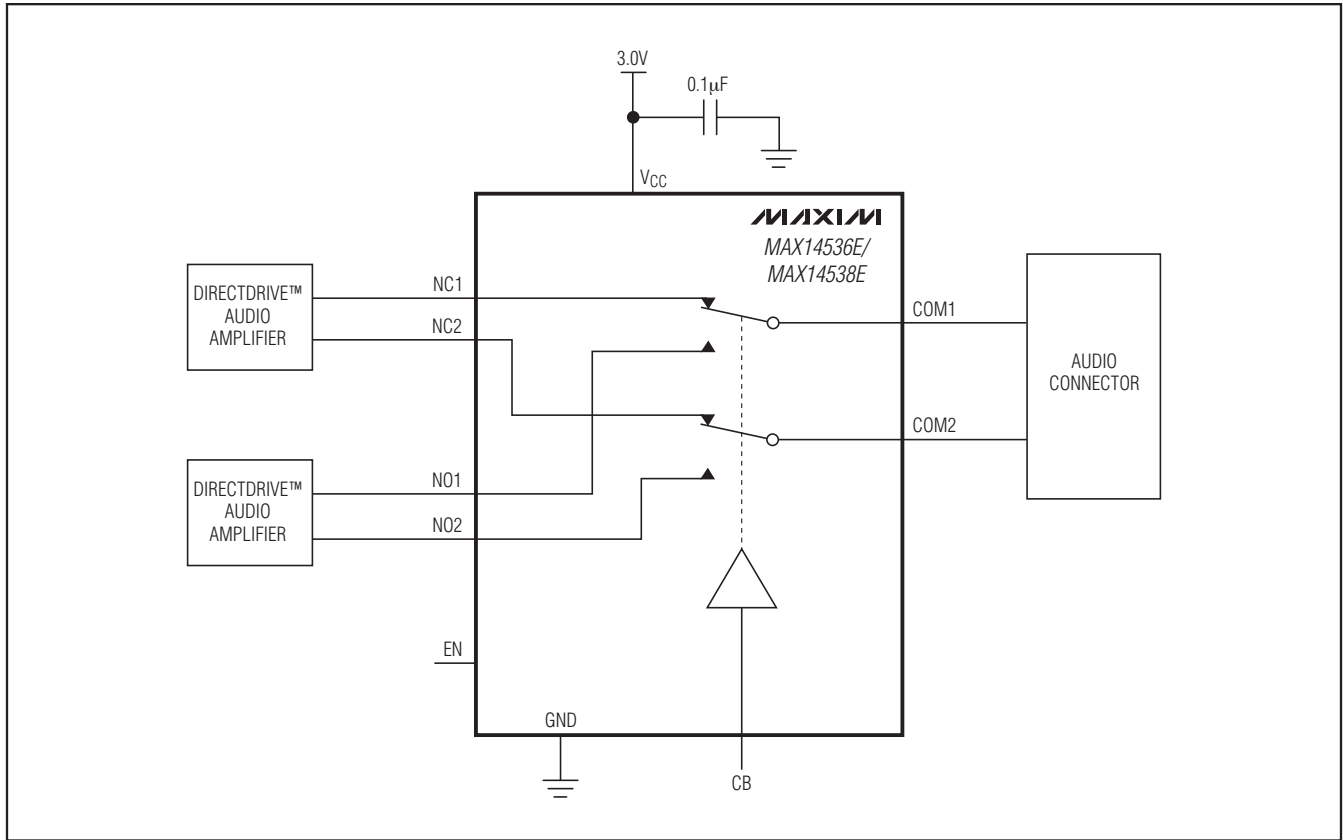 3.0V
0.1μF
VCC
MAXIM
MAX14536E/
MAX14538E
DIRECTDRIVE™
AUDIO
AMPLIFIER
NC1
NC2
COM1
AUDIO
CONNECTOR
COM2
DIRECTDRIVE™
AUDIO
AMPLIFIER
NO1
NO2
EN
GND
CB